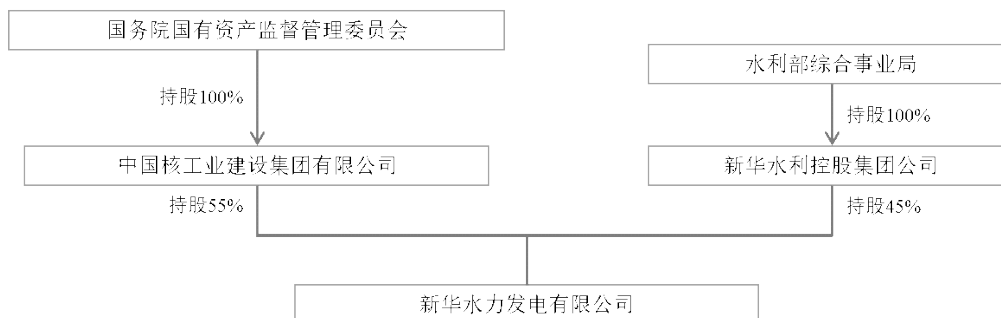 国务院国有资产监督管理委员会
水利部综合事业局
持股100%
持股100%
中国核工业建设集团有限公司
新华水利控股集团公司
持股55%
持股45%
新华水力发电有限公司